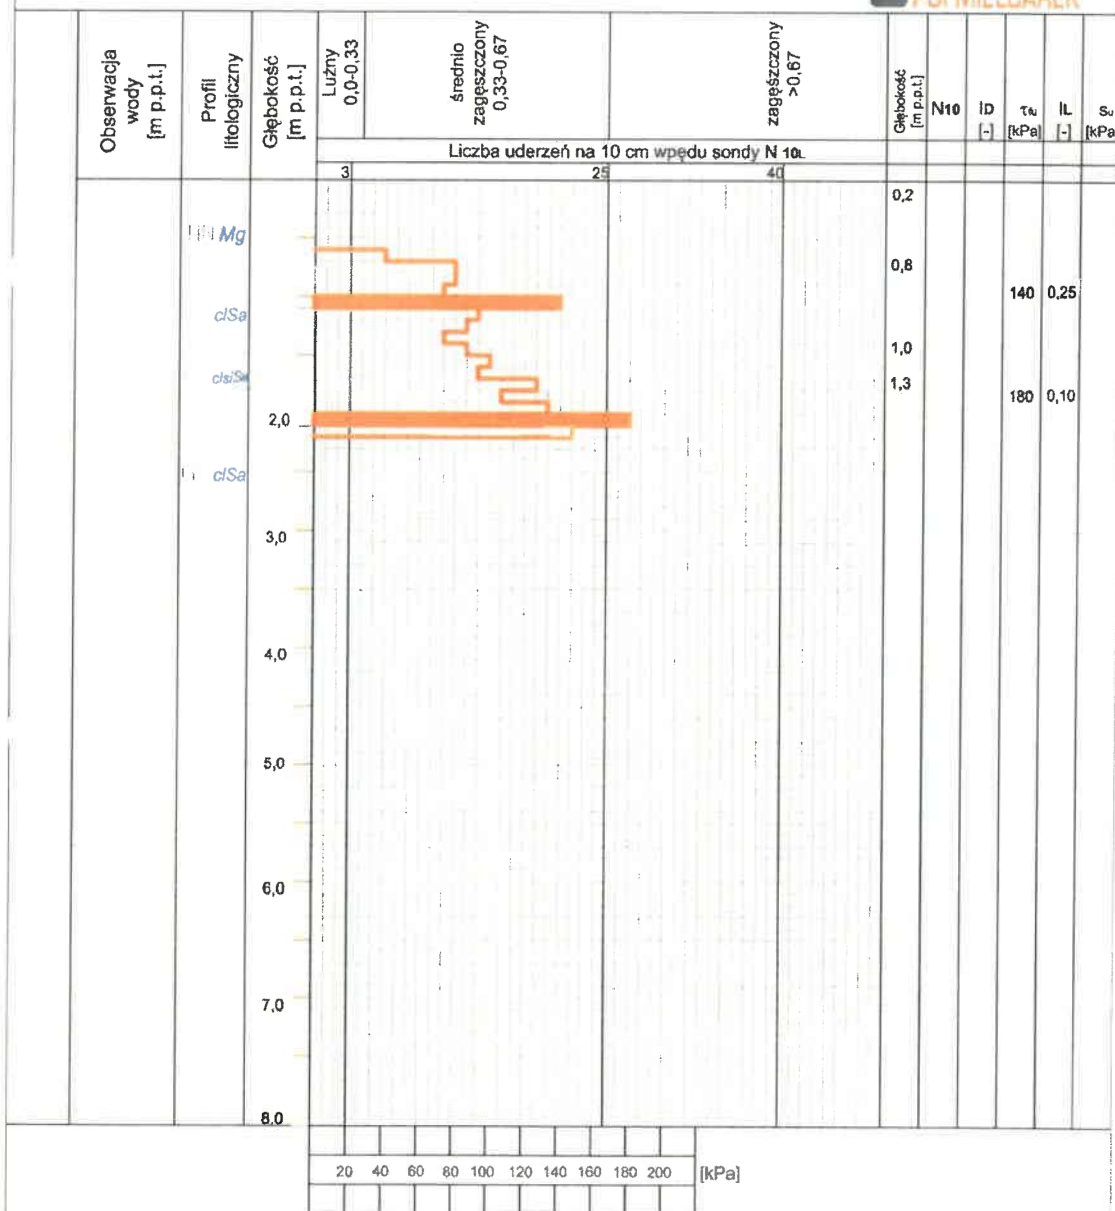 Obserwacja
wody
[m p.p.t.]
Profil
litologiczny
Głębokość
[m p.p.t.]
Luźny
0,0-0,33
średnio
zagęszczony
0,33-0,67
zagęszczony
>0,67
Głębokość
[m p.p.t.]
N10
ID
[-]
τfu
[kPa]
IL
[-]
Su
[kPa
Liczba uderzeń na 10 cm wpędu sondy N 10L
3 25 40
0,2
Mg
0,8
140 0,25
clSa
1,0
clsiSa
1,3
180 0,10
2,0
clSa
3,0
4,0
5,0
6,0
7,0
8,0
20 40 60 80 100 120 140 160 180 200 [kPa]